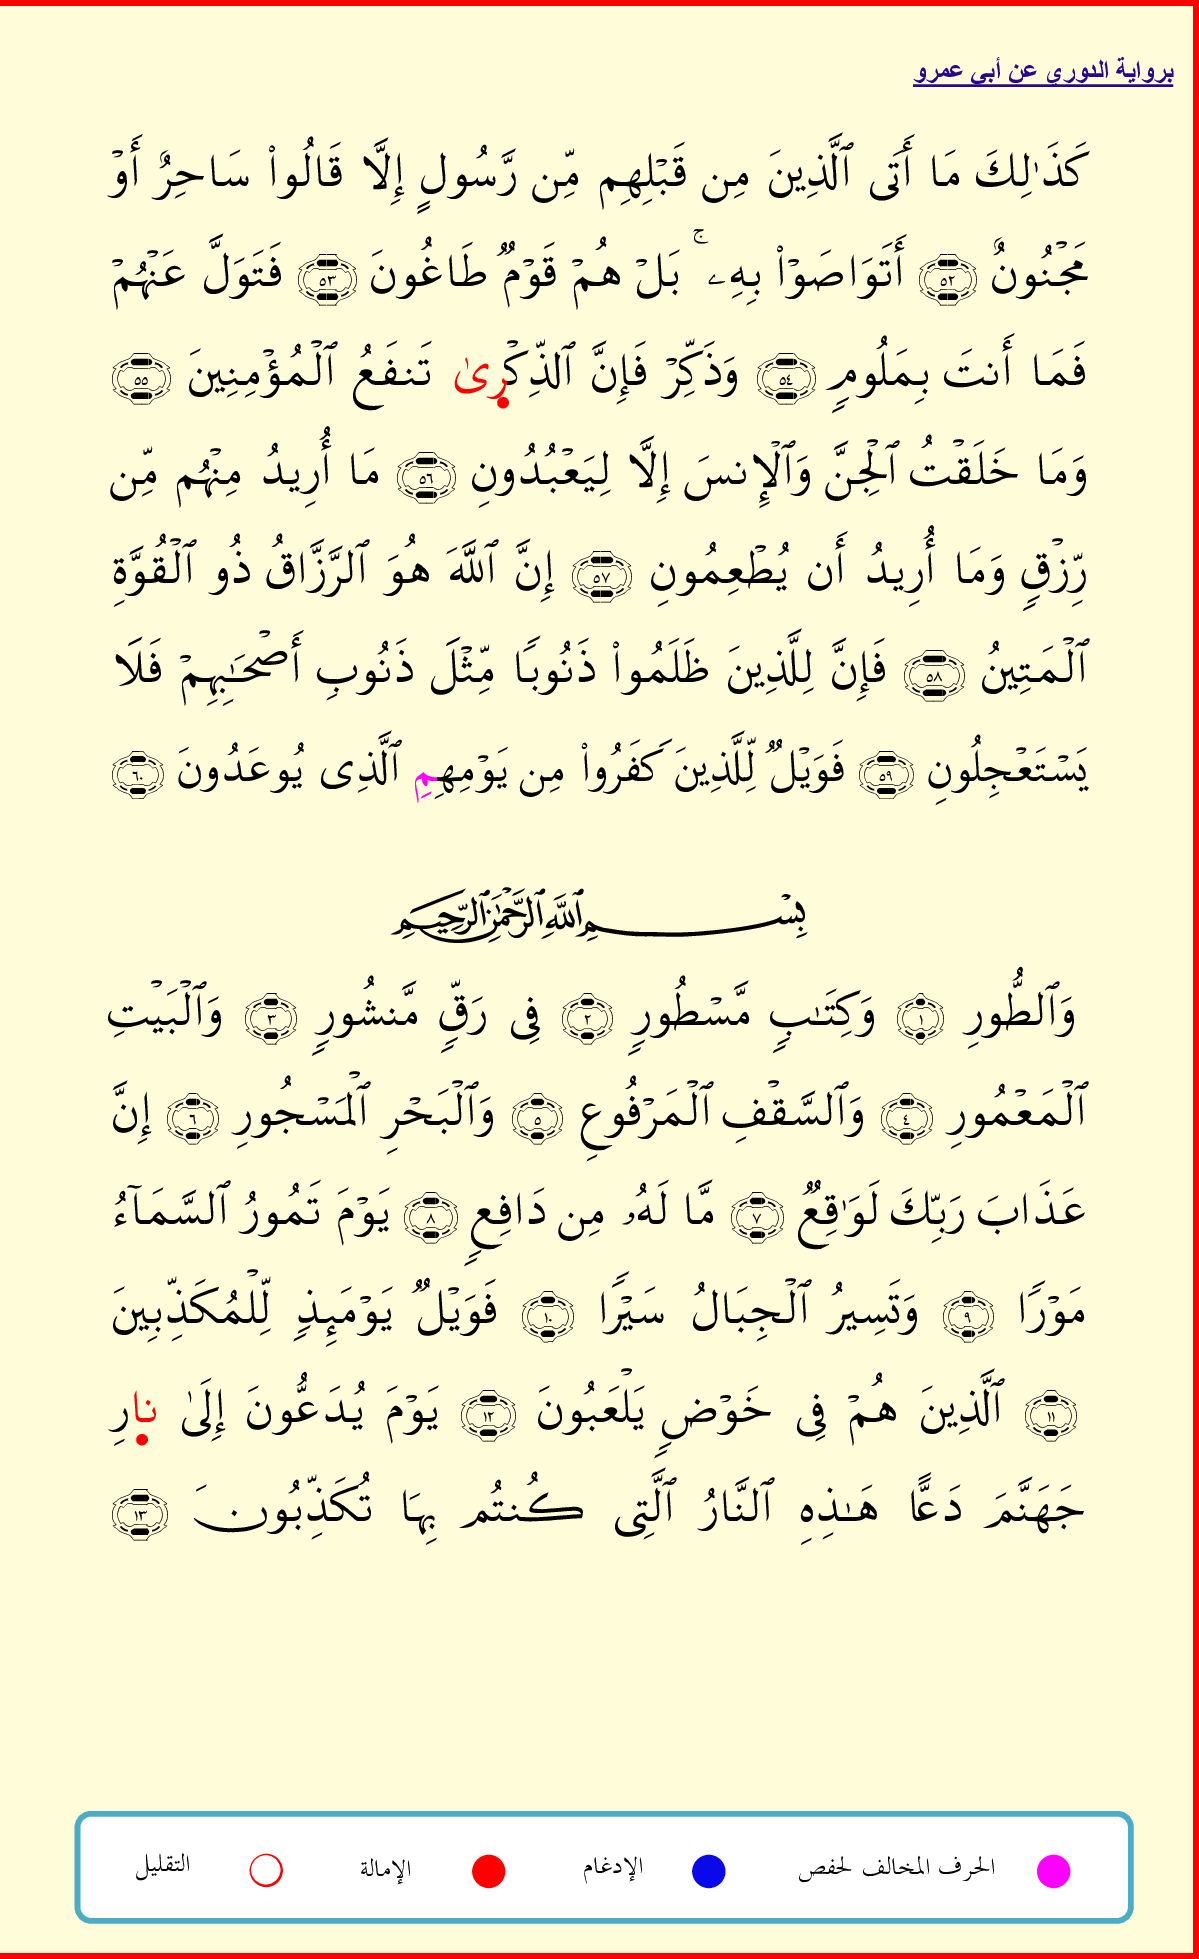 برواية الدوري عن أبي عمرو
كَذَٰلِكَ مَا أَتَى ٱلَّذِينَ مِن قَبۡلِهِم مِّن رَّسُولٍ إِلَّا قَالُواْ سَاحِرٌ أَوۡ
مَجۡنُونٌ ٥٢ أَتَوَاصَوۡاْ بِهِۦۚ بَلۡ هُمۡ قَوۡمٌ طَاغُونَ ٥٣ فَتَوَلَّ عَنۡهُمۡ
فَمَا أَنتَ بِمَلُومٍ ٥٤ وَذَكِّرۡ فَإِنَّ ٱلذِّكۡرىٰ تَنفَعُ ٱلۡمُؤۡمِنِينَ ٥٥
وَمَا خَلَقۡتُ ٱلۡجِنَّ وَٱلۡإِنسَ إِلَّا لِيَعۡبُدُونِ ٥٦ مَا أُرِيدُ مِنۡهُم مِّن
رِّزۡقٍ وَمَا أُرِيدُ أَن يُطۡعِمُونِ ٥٧ إِنَّ ٱللَّهَ هُوَ ٱلرَّزَّاقُ ذُو ٱلۡقُوَّةِ
ٱلۡمَتِينُ ٥٨ فَإِنَّ لِلَّذِينَ ظَلَمُواْ ذَنُوبًا مِّثۡلَ ذَنُوبِ أَصۡحَٰبِهِمۡ فَلَا
يَسۡتَعۡجِلُونِ ٥٩ فَوَيۡلٌ لِّلَّذِينَ كَفَرُواْ مِن يَوۡمِهِمِ ٱلَّذِى يُوعَدُونَ ٦٠
بِسۡمِ ٱللَّهِ ٱلرَّحۡمَٰنِ ٱلرَّحِيمِ
وَٱلطُّورِ ١ وَكِتَٰبٍ مَّسۡطُورٍ ٢ فِى رَقٍّ مَّنشُورٍ ٣ وَٱلۡبَيۡتِ
ٱلۡمَعۡمُورِ ٤ وَٱلسَّقۡفِ ٱلۡمَرۡفُوعِ ٥ وَٱلۡبَحۡرِ ٱلۡمَسۡجُورِ ٦ إِنَّ
عَذَابَ رَبِّكَ لَوَٰقِعٌ ٧ مَّا لَهُۥ مِن دَافِعٍ ٨ يَوۡمَ تَمُورُ ٱلسَّمَآءُ
مَوۡرًا ٩ وَتَسِيرُ ٱلۡجِبَالُ سَيۡرًا ١٠ فَوَيۡلٌ يَوۡمَئِذٍ لِّلۡمُكَذِّبِينَ
١١ ٱلَّذِينَ هُمۡ فِى خَوۡضٍ يَلۡعَبُونَ ١٢ يَوۡمَ يُدَعُّونَ إِلَىٰ نارِ
جَهَنَّمَ دَعًّا هَٰذِهِ ٱلنَّارُ ٱلَّتِى كُنتُم بِهَا تُكَذِّبُونَ ١٣
الحرف المخالف لحفص الإدغام الإمالة التقليل